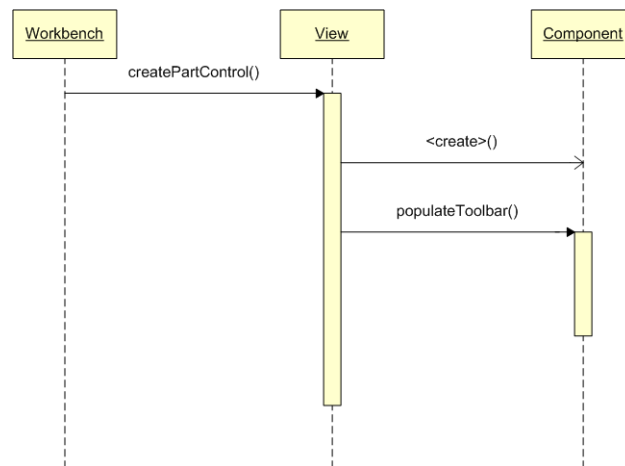 Workbench
View
Component
createPartControl()
<create>()
populateToolbar()